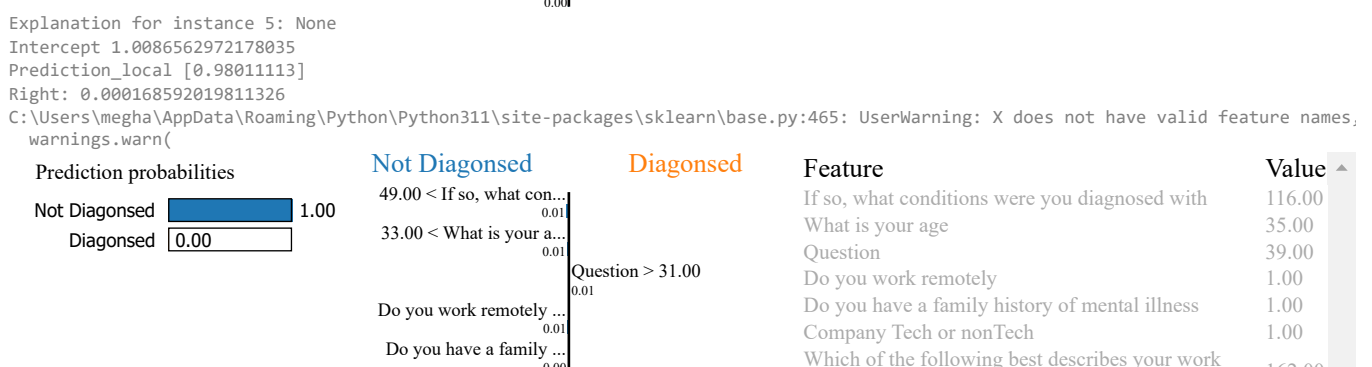 0.00
Explanation for instance 5: None
Intercept 1.0086562972178035
Prediction_local [0.98011113]
Right: 0.000168592019811326
C:\Users\megha\AppData\Roaming\Python\Python311\site-packages\sklearn\base.py:465: UserWarning: X does not have valid feature names,
warnings.warn(
Prediction probabilities
Not Diagonsed 1.00
Diagonsed 0.00
Not Diagonsed Diagonsed
49.00 < If so, what con...
0.01
33.00 < What is your a...
0.01
Question > 31.00
0.01
Do you work remotely ...
0.01
Do you have a family ...
0.00
Feature Value
If so, what conditions were you diagnosed with 116.00
What is your age 35.00
Question 39.00
Do you work remotely 1.00
Do you have a family history of mental illness 1.00
Company Tech or nonTech 1.00
Which of the following best describes your work